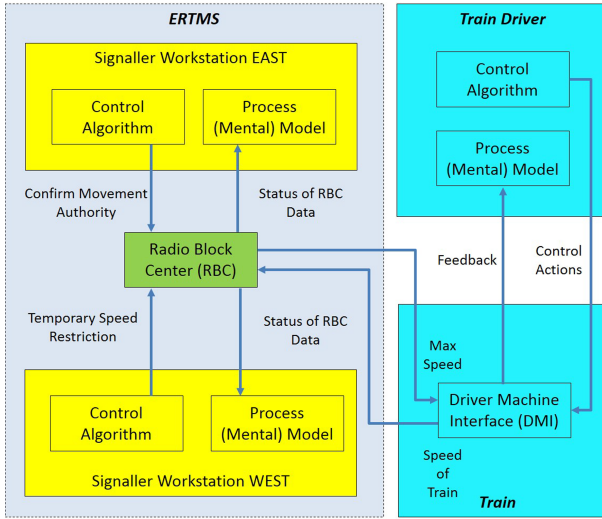 ERTMS
Signaller Workstation EAST
Control
Algorithm
Process
(Mental) Model
Confirm Movement
Authority
Status of RBC
Data
Radio Block
Center (RBC)
Temporary Speed
Restriction
Status of RBC
Data
Control
Algorithm
Process
(Mental) Model
Signaller Workstation WEST
Train Driver
Control
Algorithm
Process
(Mental) Model
Feedback
Control
Actions
Max
Speed
Driver Machine
Interface (DMI)
Speed
of
Train
Train